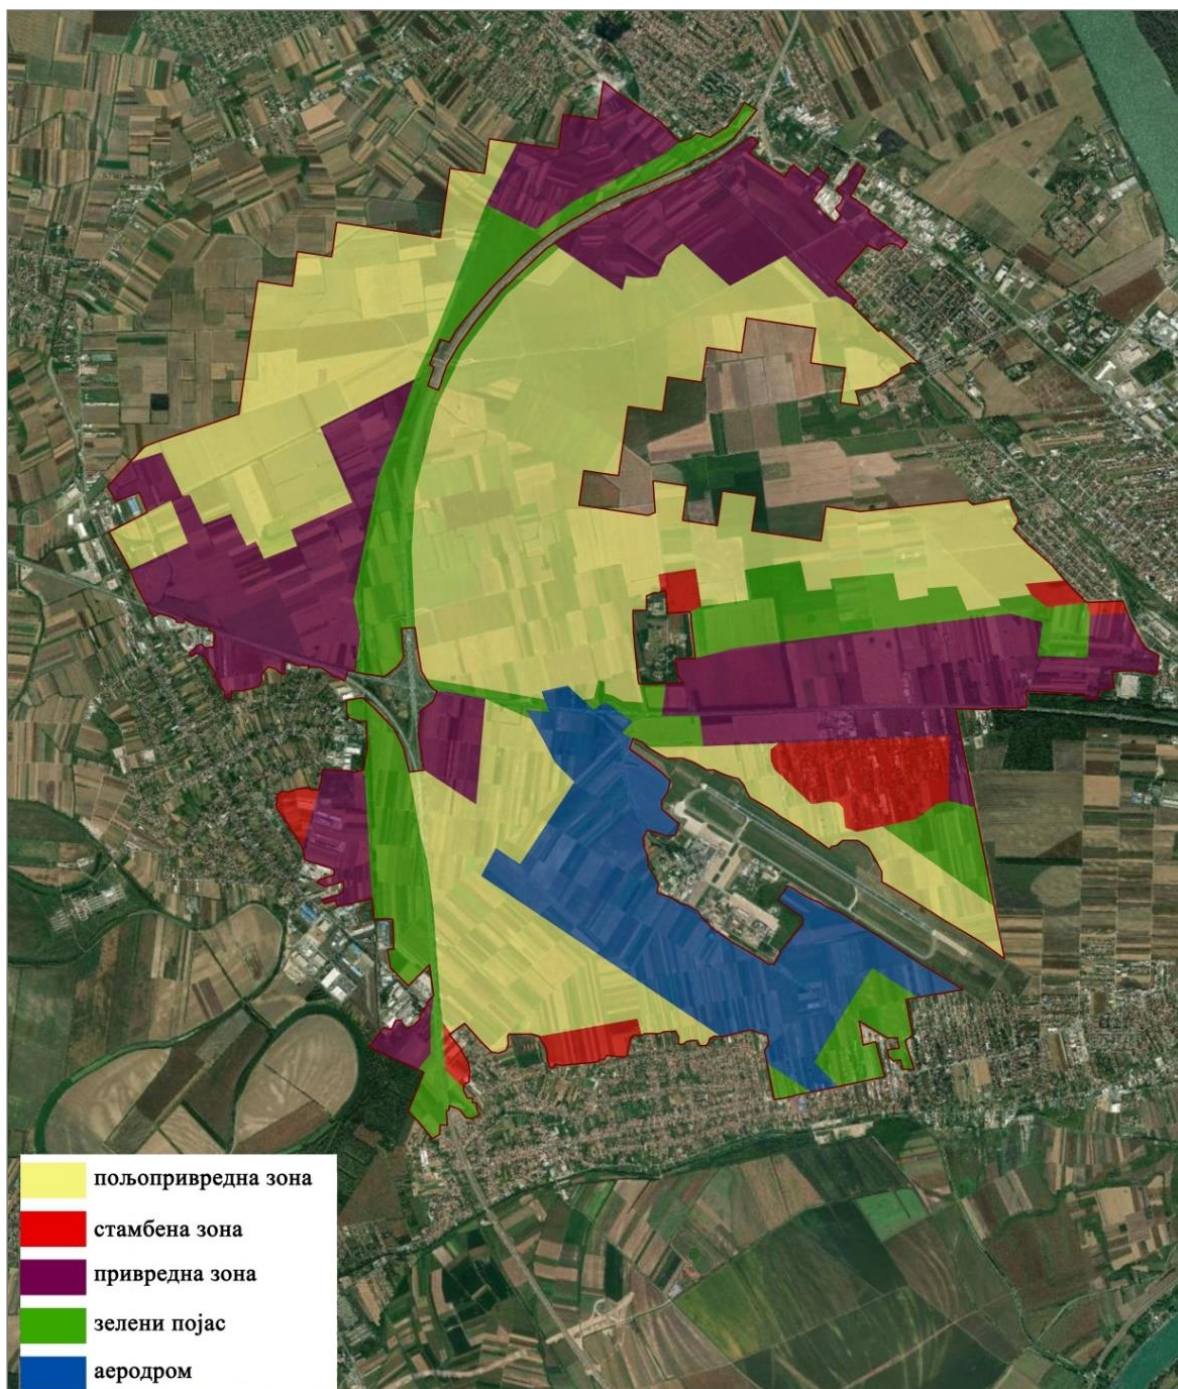 пољопривредна зона
стамбена зона
привредна зона
зелени појас
аеродром